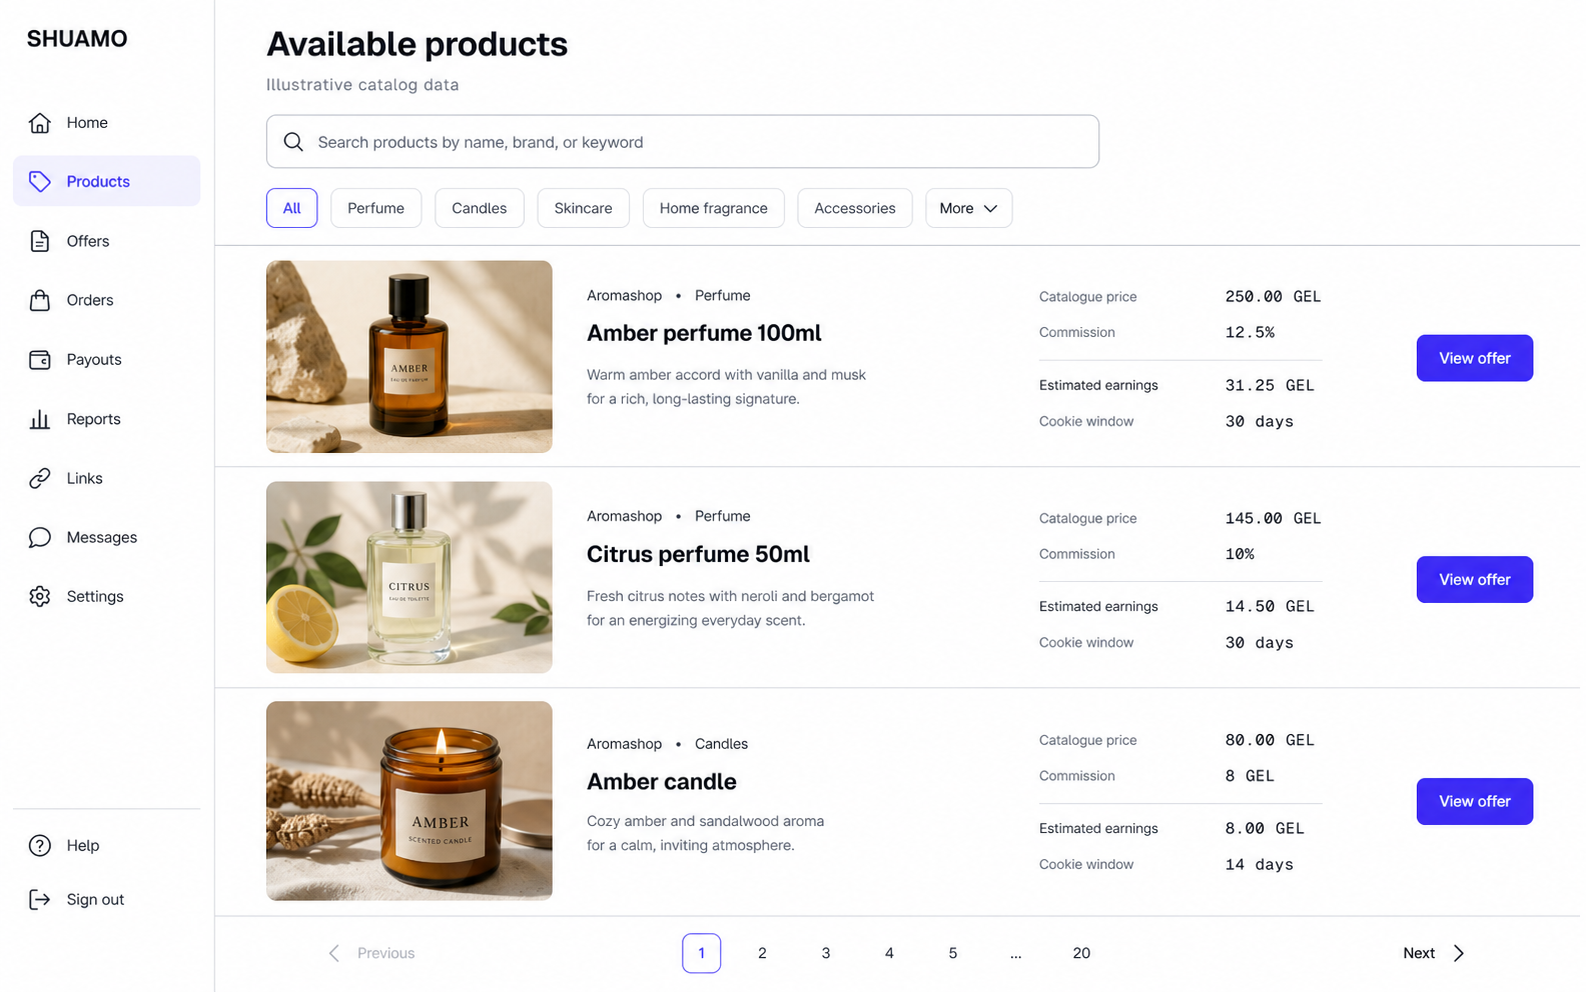 SHUAMO
Home
Products
Offers
Orders
Payouts
Reports
Links
Messages
Settings
Help
Sign out
Available products
Illustrative catalog data
Search products by name, brand, or keyword
All
Perfume
Candles
Skincare
Home fragrance
Accessories
More
AMBER
EAU DE PARFUM
Aromashop • Perfume
Amber perfume 100ml
Warm amber accord with vanilla and musk
for a rich, long-lasting signature.
Catalogue price 250.00 GEL
Commission 12.5%
Estimated earnings 31.25 GEL
Cookie window 30 days
View offer
CITRUS
EAU DE TOILETTE
Aromashop • Perfume
Citrus perfume 50ml
Fresh citrus notes with neroli and bergamot
for an energizing everyday scent.
Catalogue price 145.00 GEL
Commission 10%
Estimated earnings 14.50 GEL
Cookie window 30 days
View offer
AMBER
SCENTED CANDLE
Aromashop • Candles
Amber candle
Cozy amber and sandalwood aroma
for a calm, inviting atmosphere.
Catalogue price 80.00 GEL
Commission 8 GEL
Estimated earnings 8.00 GEL
Cookie window 14 days
View offer
Previous 1 2 3 4 5 ... 20 Next